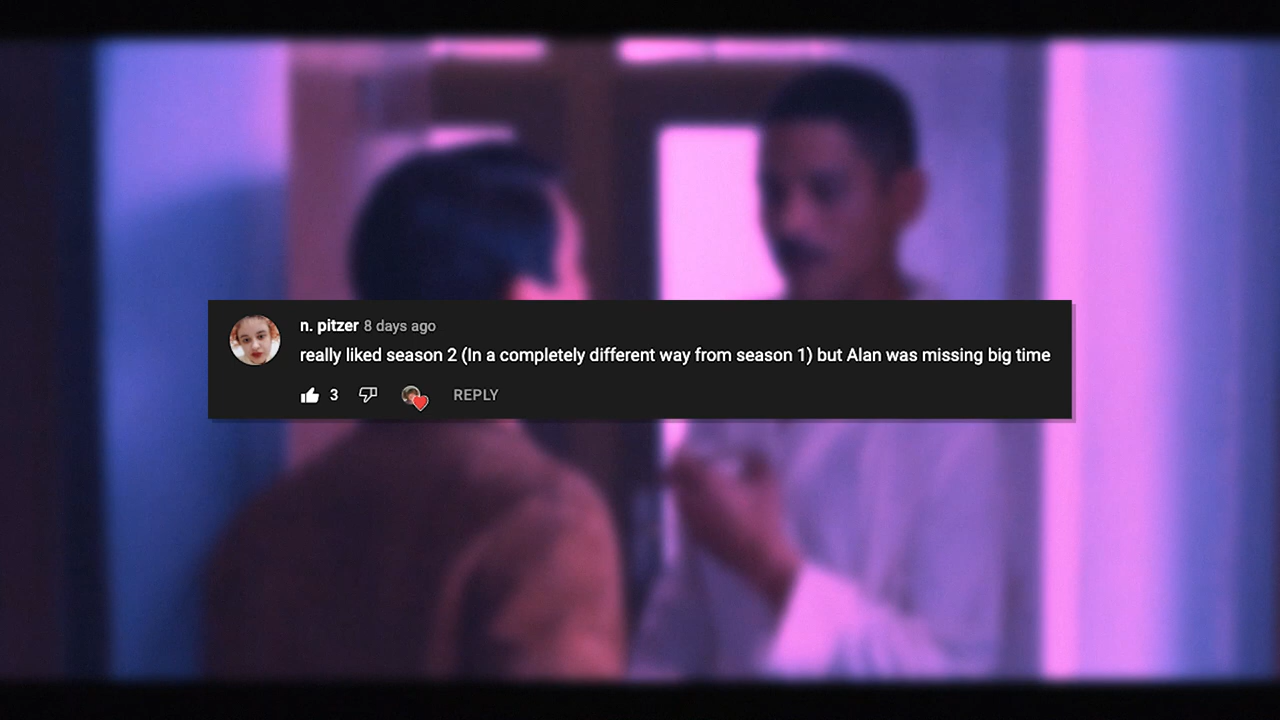 n. pitzer 8 days ago
really liked season 2 (In a completely different way from season 1) but Alan was missing big time
3 REPLY